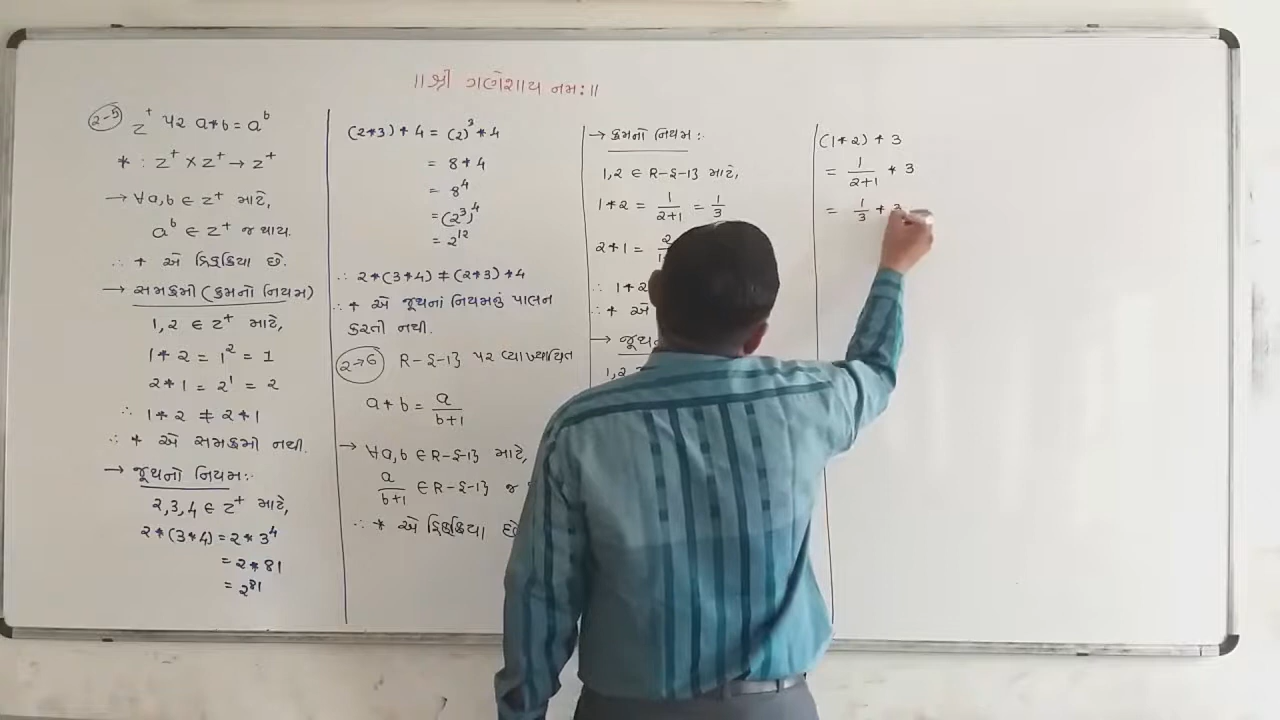 ॥ શ્રી ગણેશાય નમઃ ॥
2-5 z⁺ પર a*b = a^b
* : z⁺ × z⁺ → z⁺
→ ∀a,b ∈ z⁺ માટે,
a^b ∈ z⁺ જ થાય.
∴ * એ દ્વિક્ક્રિયા છે.
→ સમક્રમી (ક્રમનો નિયમ)
1,2 ∈ z⁺ માટે,
1*2 = 1² = 1
2*1 = 2¹ = 2
∴ 1*2 ≠ 2*1
∴ * એ સમક્રમી નથી.
→ જૂથનો નિયમ:-
2,3,4 ∈ z⁺ માટે,
2*(3*4) = 2*3⁴
= 2*81
= 2⁸¹
(2*3)*4 = (2)³*4
= 8*4
= 8⁴
= (2³)⁴
= 2¹²
∴ 2*(3*4) ≠ (2*3)*4
∴ * એ જૂથનાં નિયમનું પાલન
કરતી નથી.
2→6 R-{-1} પર વ્યાખ્યાયિત
a*b = a/(b+1)
→ ∀a,b ∈ R-{-1} માટે,
a/(b+1) ∈ R-{-1} જ
∴ * એ દ્વિક્ક્રિયા છે
→ ક્રમનો નિયમ:-
1,2 ∈ R-{-1} માટે,
1*2 = 1/(2+1) = 1/3
2*1 = 2/
∴ 1*2
∴ * એ
→ જૂથન
1,2
(1*2)*3
= 1/(2+1) * 3
= 1/3 * 3